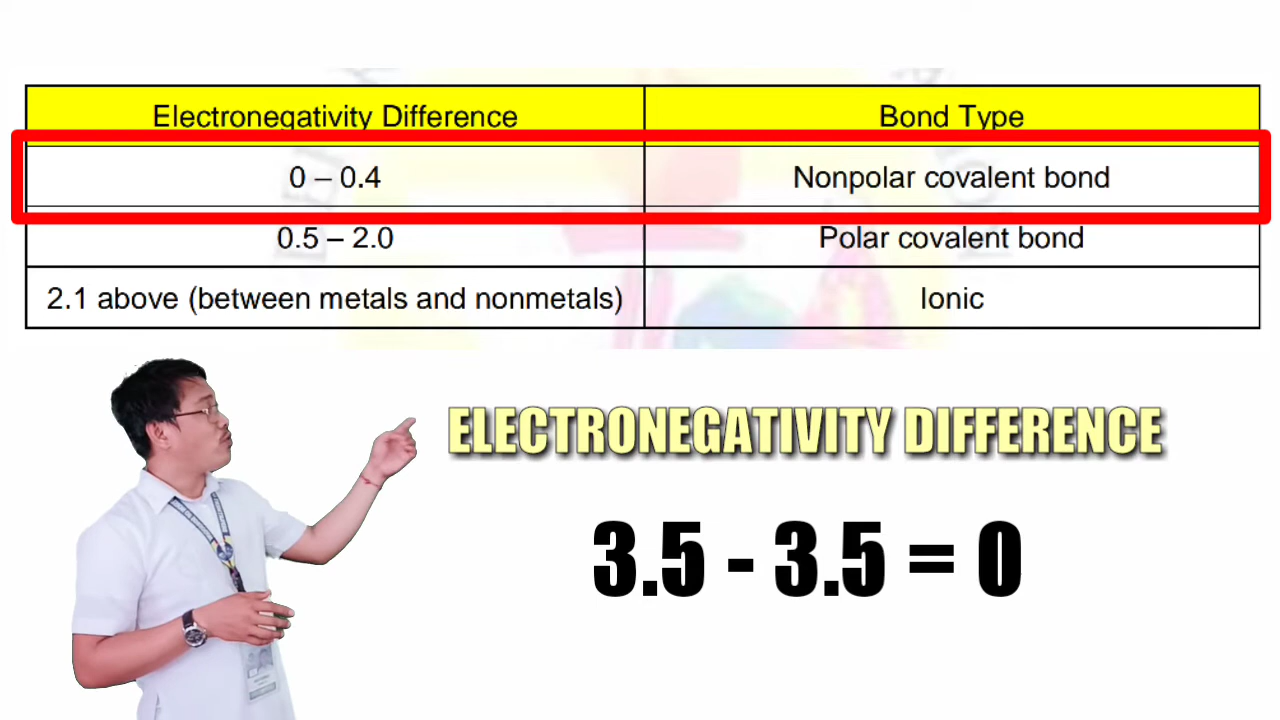 Electronegativity Difference Bond Type
0 – 0.4 Nonpolar covalent bond
0.5 – 2.0 Polar covalent bond
2.1 above (between metals and nonmetals) Ionic
ELECTRONEGATIVITY DIFFERENCE
3.5 - 3.5 = 0